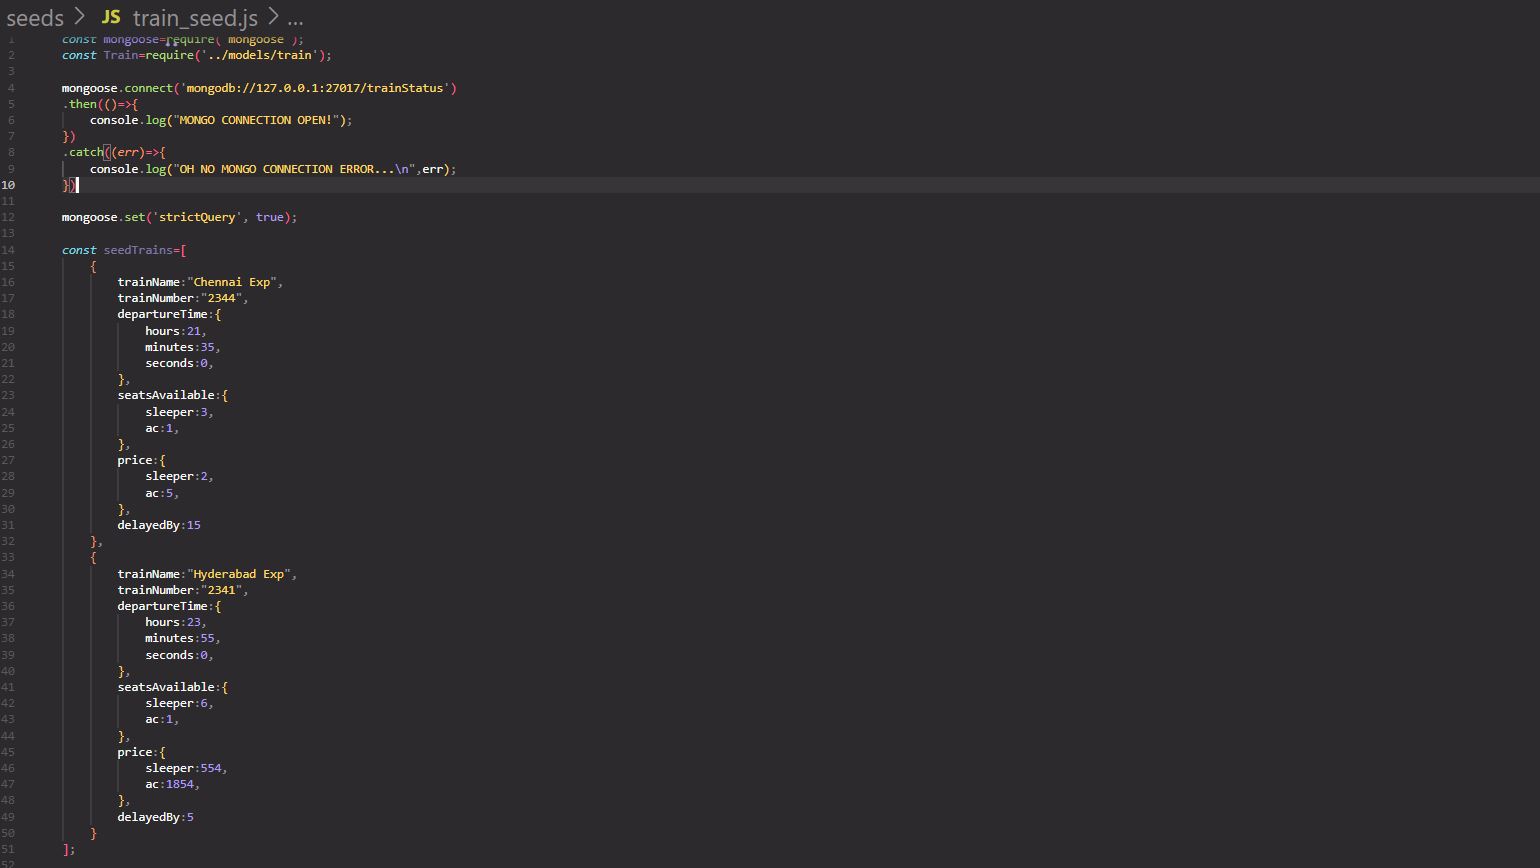 seeds > JS train_seed.js > ...
1 const mongoose=require('mongoose');
2 const Train=require('../models/train');
3
4 mongoose.connect('mongodb://127.0.0.1:27017/trainStatus')
5 .then(()=>{
6     console.log("MONGO CONNECTION OPEN!");
7 })
8 .catch((err)=>{
9     console.log("OH NO MONGO CONNECTION ERROR...\n",err);
10 })
11
12 mongoose.set('strictQuery', true);
13
14 const seedTrains=[
15     {
16         trainName:"Chennai Exp",
17         trainNumber:"2344",
18         departureTime:{
19             hours:21,
20             minutes:35,
21             seconds:0,
22         },
23         seatsAvailable:{
24             sleeper:3,
25             ac:1,
26         },
27         price:{
28             sleeper:2,
29             ac:5,
30         },
31         delayedBy:15
32     },
33     {
34         trainName:"Hyderabad Exp",
35         trainNumber:"2341",
36         departureTime:{
37             hours:23,
38             minutes:55,
39             seconds:0,
40         },
41         seatsAvailable:{
42             sleeper:6,
43             ac:1,
44         },
45         price:{
46             sleeper:554,
47             ac:1854,
48         },
49         delayedBy:5
50     }
51 ];
52